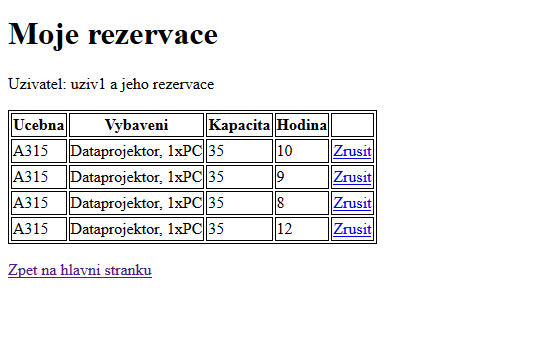 Moje rezervace
Uzivatel: uziv1 a jeho rezervace
Ucebna Vybaveni Kapacita Hodina
A315 Dataprojektor, 1xPC 35 10 Zrusit
A315 Dataprojektor, 1xPC 35 9 Zrusit
A315 Dataprojektor, 1xPC 35 8 Zrusit
A315 Dataprojektor, 1xPC 35 12 Zrusit
Zpet na hlavni stranku